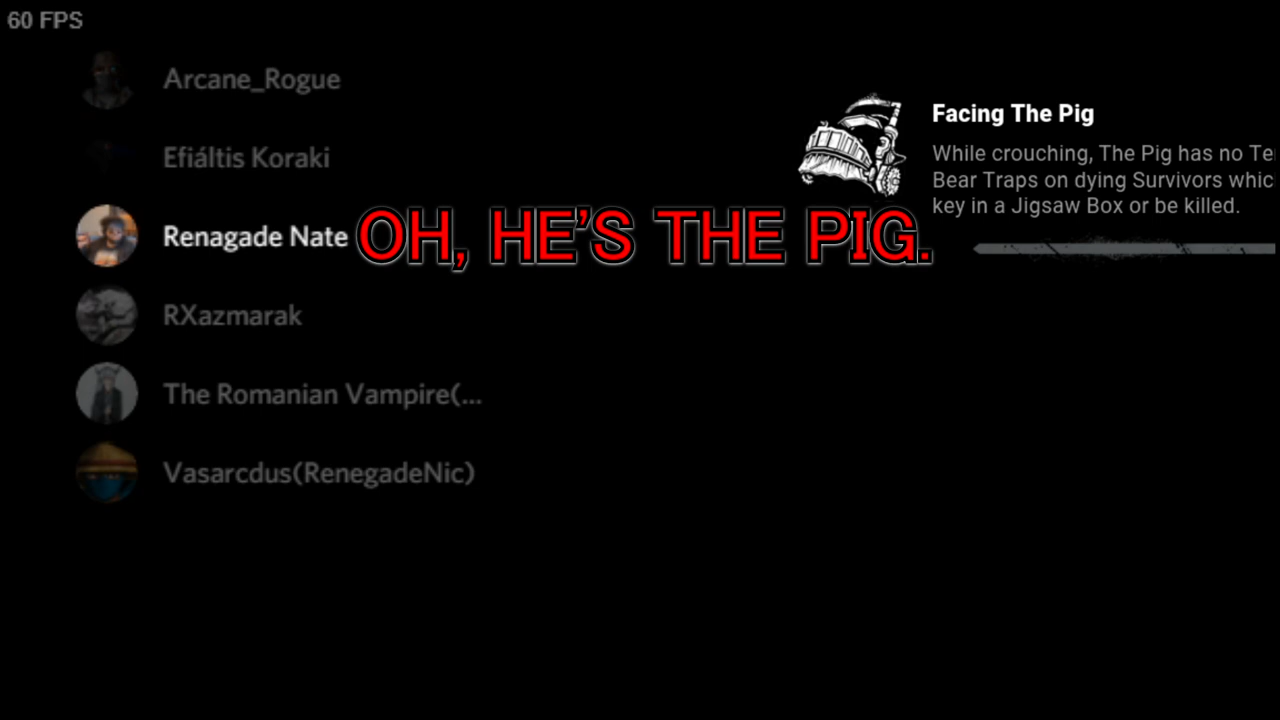 60 FPS
Arcane_Rogue
Efiáltis Koraki
Renagade Nate
OH, HE'S THE PIG.
RXazmarak
The Romanian Vampire(...
Vasarcdus(RenegadeNic)
Facing The Pig
While crouching, The Pig has no Te
Bear Traps on dying Survivors whic
key in a Jigsaw Box or be killed.